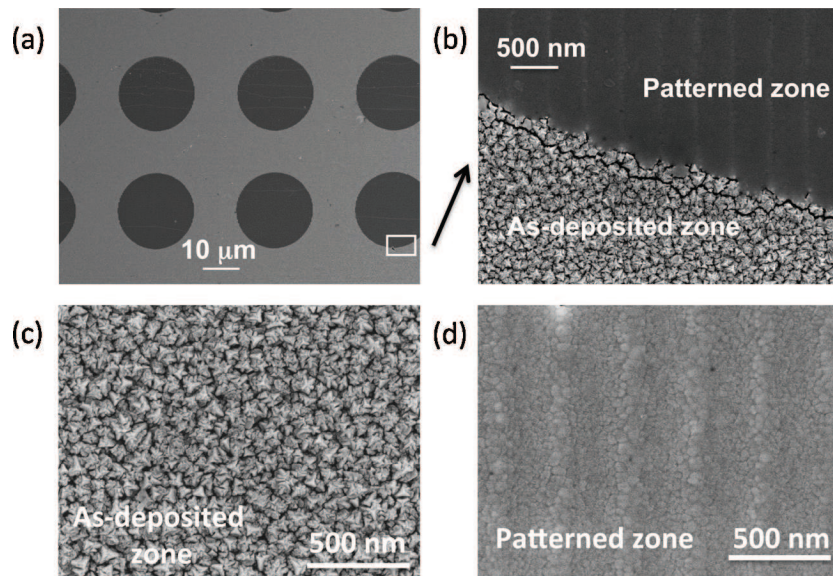 (a)
10 μm
(b)
500 nm
Patterned zone
As-deposited zone
(c)
As-deposited
zone
500 nm
(d)
Patterned zone
500 nm